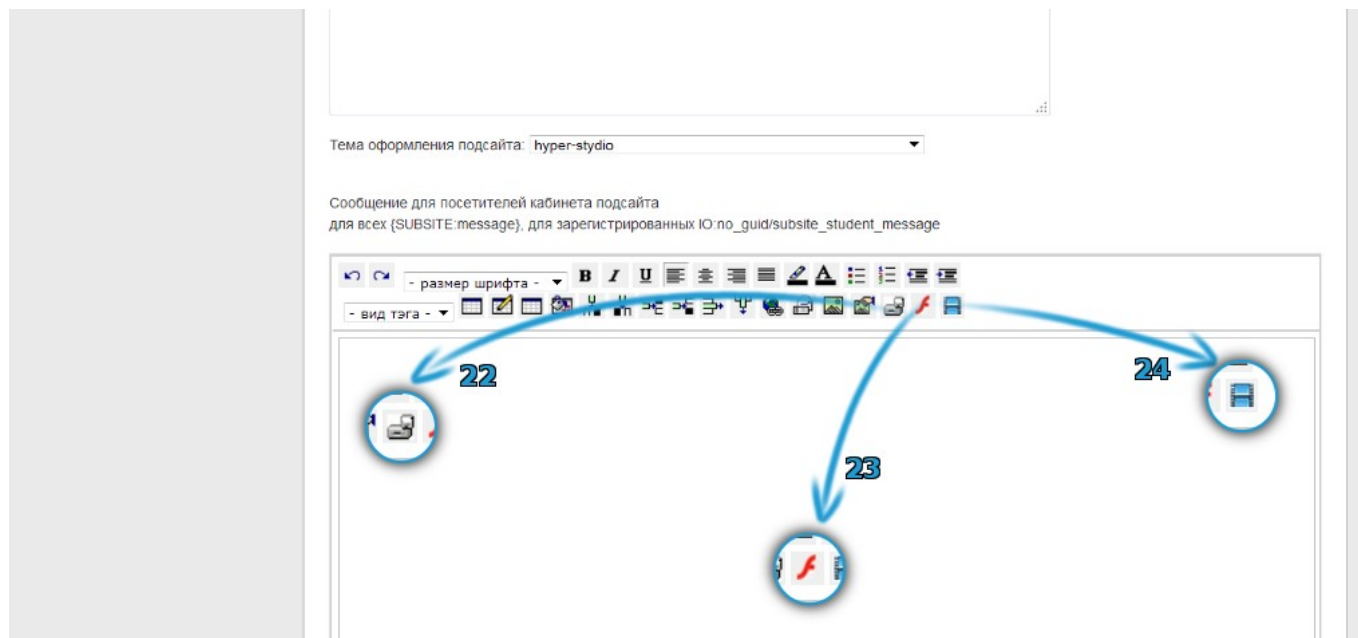 Тема оформления подсайта: hyper-stydio
Сообщение для посетителей кабинета подсайта
для всех {SUBSITE:message}, для зарегистрированных IO:no_guid/subsite_student_message
- размер шрифта - B I U A
- вид тэга -
22
24
23